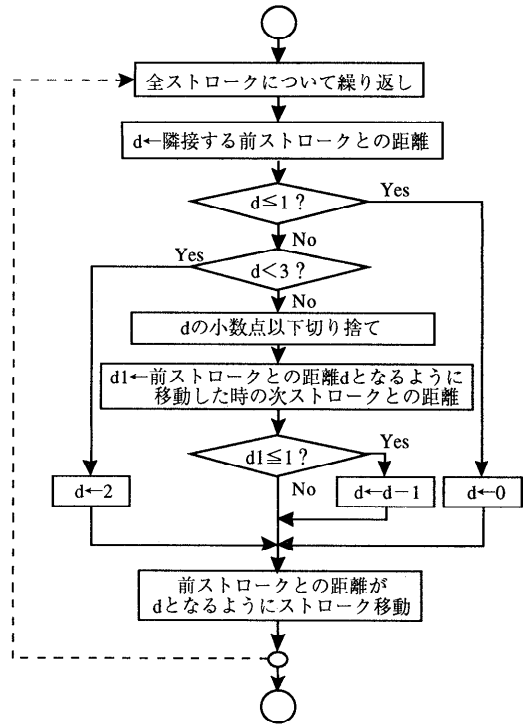 全ストロークについて繰り返し
d←隣接する前ストロークとの距離
d≦1？
Yes
No
d<3？
Yes
No
dの小数点以下切り捨て
d1←前ストロークとの距離dとなるように
移動した時の次ストロークとの距離
d1≦1？
Yes
No
d←2
d←d−1
d←0
前ストロークとの距離が
dとなるようにストローク移動